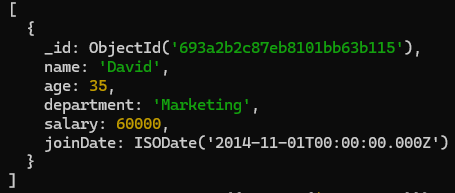 [
  {
    _id: ObjectId('693a2b2c87eb8101bb63b115'),
    name: 'David',
    age: 35,
    department: 'Marketing',
    salary: 60000,
    joinDate: ISODate('2014-11-01T00:00:00.000Z')
  }
]